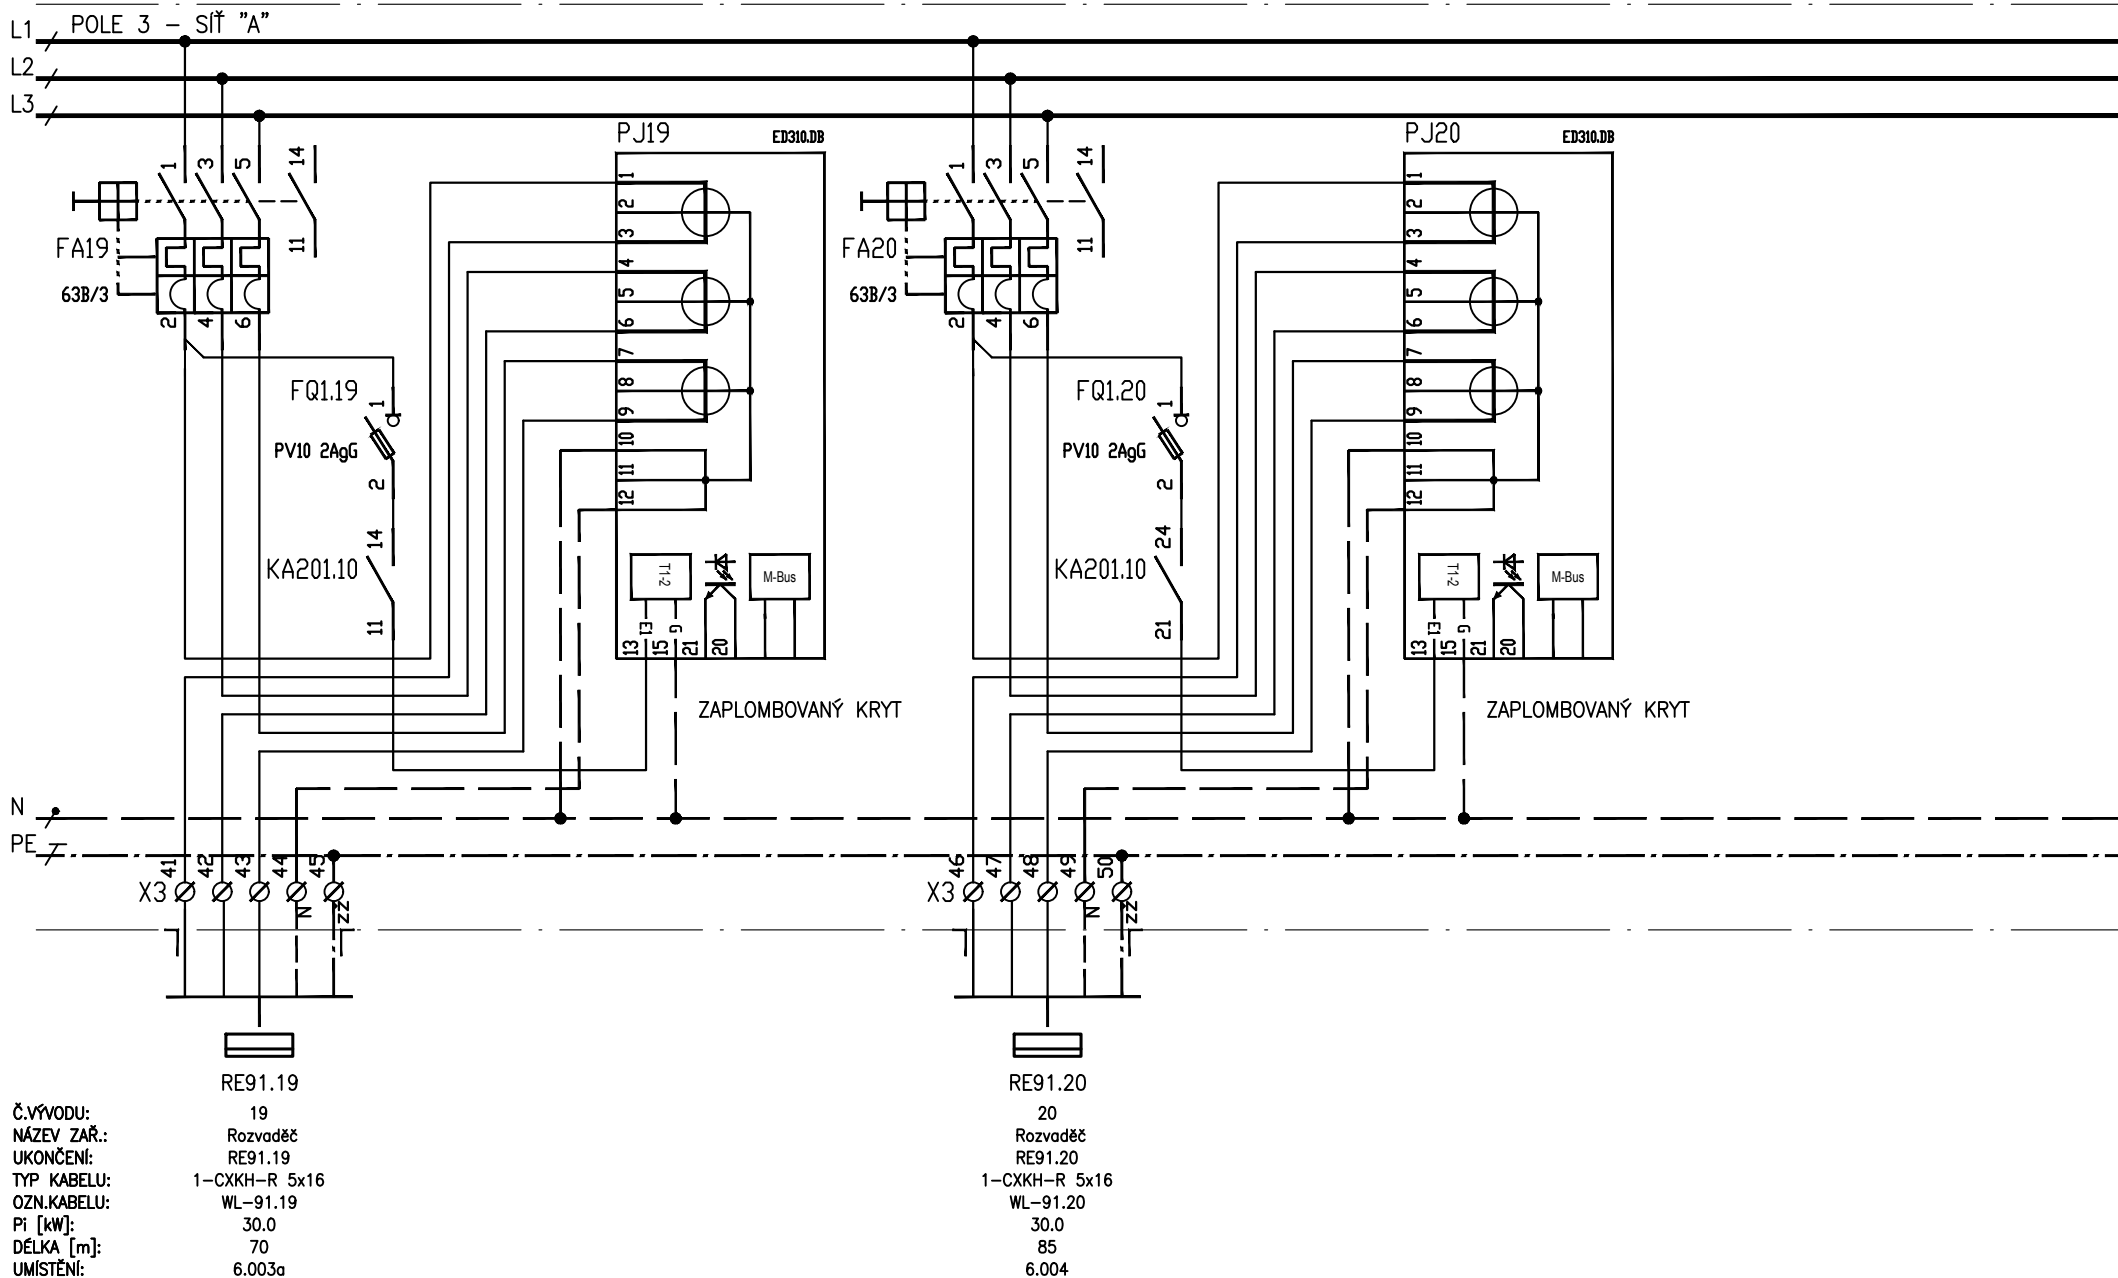 POLE 3 – SÍŤ "A"
L1
L2
L3
PJ19 ED310.DB
PJ20 ED310.DB
1 3 5 14
1 3 5 14
FA19
63B/3
11
2 4 6
FA20
63B/3
11
2 4 6
1
2
3
4
5
6
7
8
9
10
11
12
1
2
3
4
5
6
7
8
9
10
11
12
FQ1.19 1
PV10 2AgG
2
14
KA201.10
11
FQ1.20 1
PV10 2AgG
2
24
KA201.10
21
T1-2 M-Bus
E1 G
13 15 21 20
T1-2 M-Bus
E1 G
13 15 21 20
ZAPLOMBOVANÝ KRYT
ZAPLOMBOVANÝ KRYT
N
PE
41 42 43 44 45
X3
N ZZ
46 47 48 49 50
X3
N ZZ
RE91.19 RE91.20
Č.VÝVODU: 19 20
NÁZEV ZAŘ.: Rozvaděč Rozvaděč
UKONČENÍ: RE91.19 RE91.20
TYP KABELU: 1–CXKH–R 5x16 1–CXKH–R 5x16
OZN.KABELU: WL–91.19 WL–91.20
Pi [kW]: 30.0 30.0
DÉLKA [m]: 70 85
UMÍSTĚNÍ: 6.003a 6.004